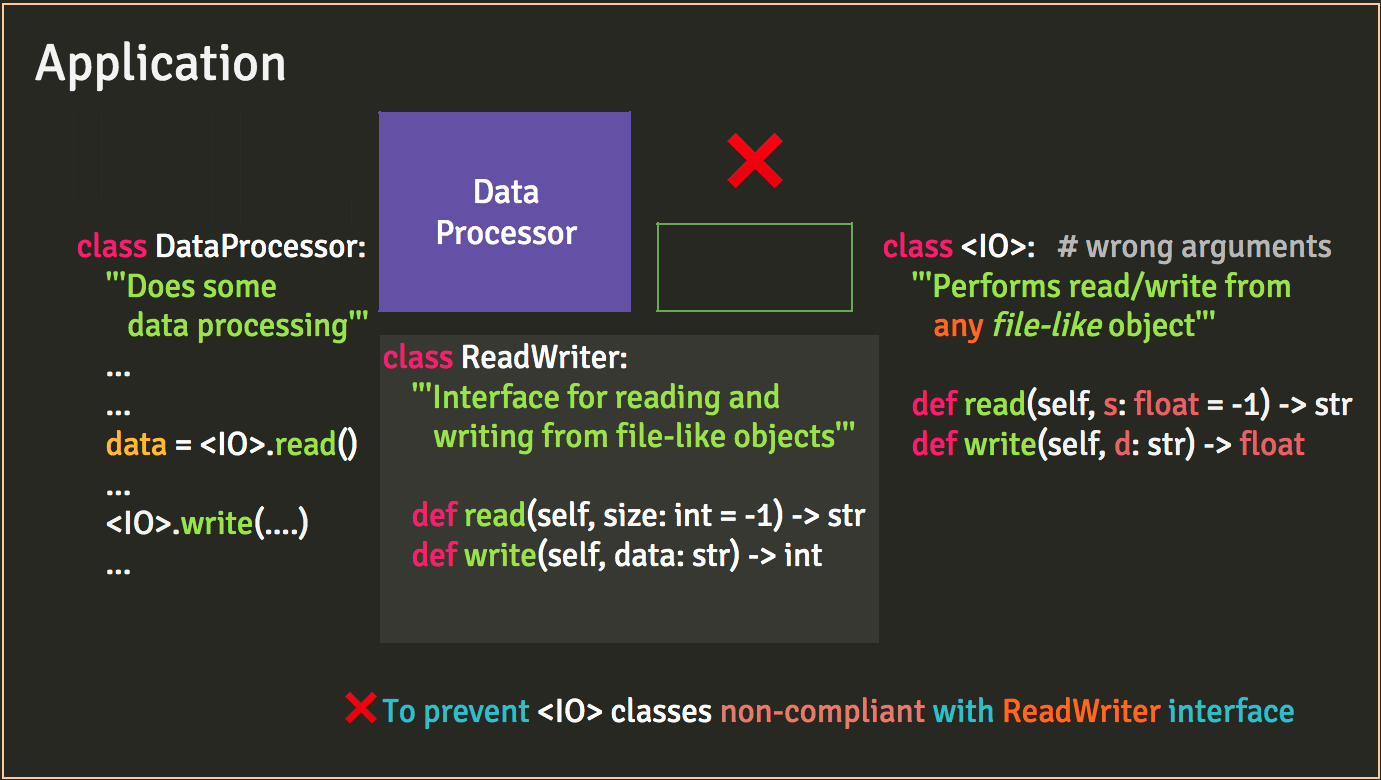 Application
Data
Processor
class DataProcessor:
'''Does some
data processing'''
...
...
data = <IO>.read()
...
<IO>.write(....)
...
class ReadWriter:
'''Interface for reading and
writing from file-like objects'''
def read(self, size: int = -1) -> str
def write(self, data: str) -> int
class <IO>: # wrong arguments
'''Performs read/write from
any file-like object'''
def read(self, s: float = -1) -> str
def write(self, d: str) -> float
To prevent <IO> classes non-compliant with ReadWriter interface